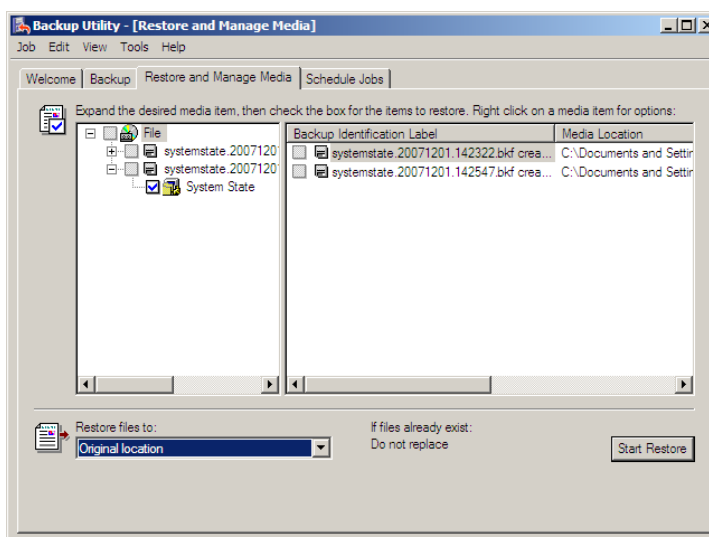 Backup Utility - [Restore and Manage Media]
Job Edit View Tools Help
Welcome Backup Restore and Manage Media Schedule Jobs
Expand the desired media item, then check the box for the items to restore. Right click on a media item for options:
File
systemstate.20071201
systemstate.20071201
System State
Backup Identification Label Media Location
systemstate.20071201.142322.bkf crea... C:\Documents and Settin
systemstate.20071201.142547.bkf crea... C:\Documents and Settin
Restore files to:
Original location
If files already exist:
Do not replace
Start Restore